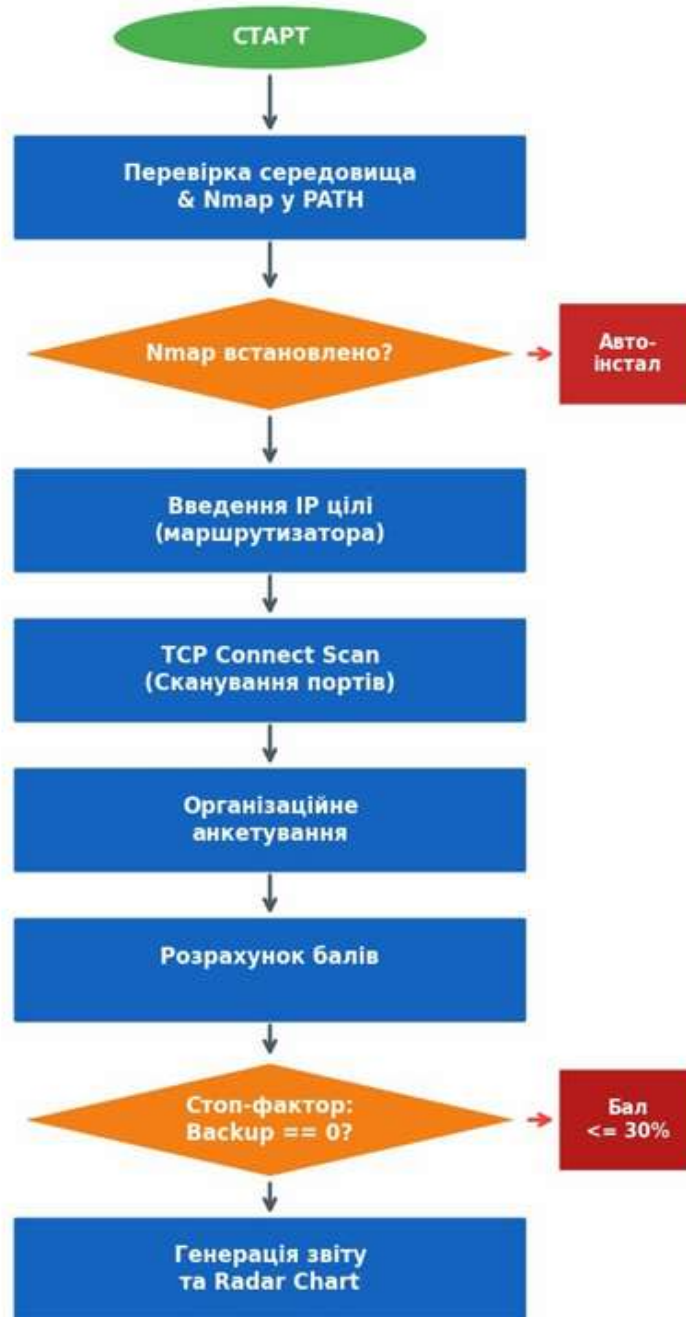 СТАРТ
Перевірка середовища
& Nmap у PATH
Nmap встановлено?
Авто-
інстал
Введення IP цілі
(маршрутизатора)
TCP Connect Scan
(Сканування портів)
Організаційне
анкетування
Розрахунок балів
Стоп-фактор:
Backup == 0?
Бал
<= 30%
Генерація звіту
та Radar Chart